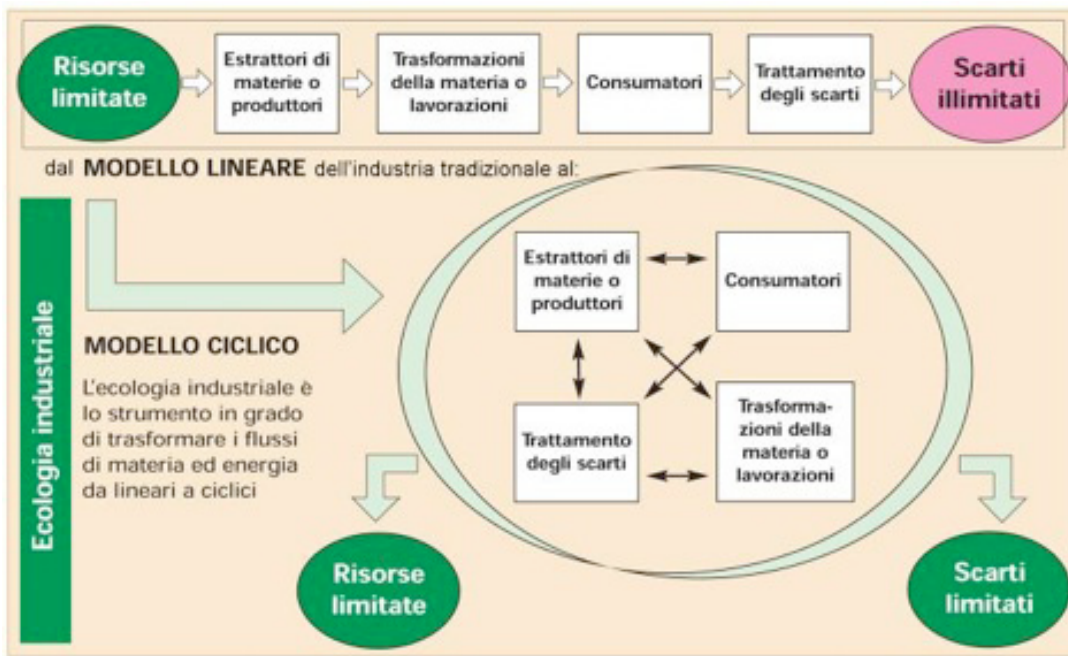 Risorse
limitate
Estrattori di
materie o
produttori
Trasformazioni
della materia o
lavorazioni
Consumatori
Trattamento
degli scarti
Scarti
illimitati
dal MODELLO LINEARE dell'industria tradizionale al:
Ecologia industriale
MODELLO CICLICO
L'ecologia industriale è
lo strumento in grado
di trasformare i flussi
di materia ed energia
da lineari a ciclici
Estrattori di
materie o
produttori
Consumatori
Trattamento
degli scarti
Trasforma-
zioni della
materia o
lavorazioni
Risorse
limitate
Scarti
limitati